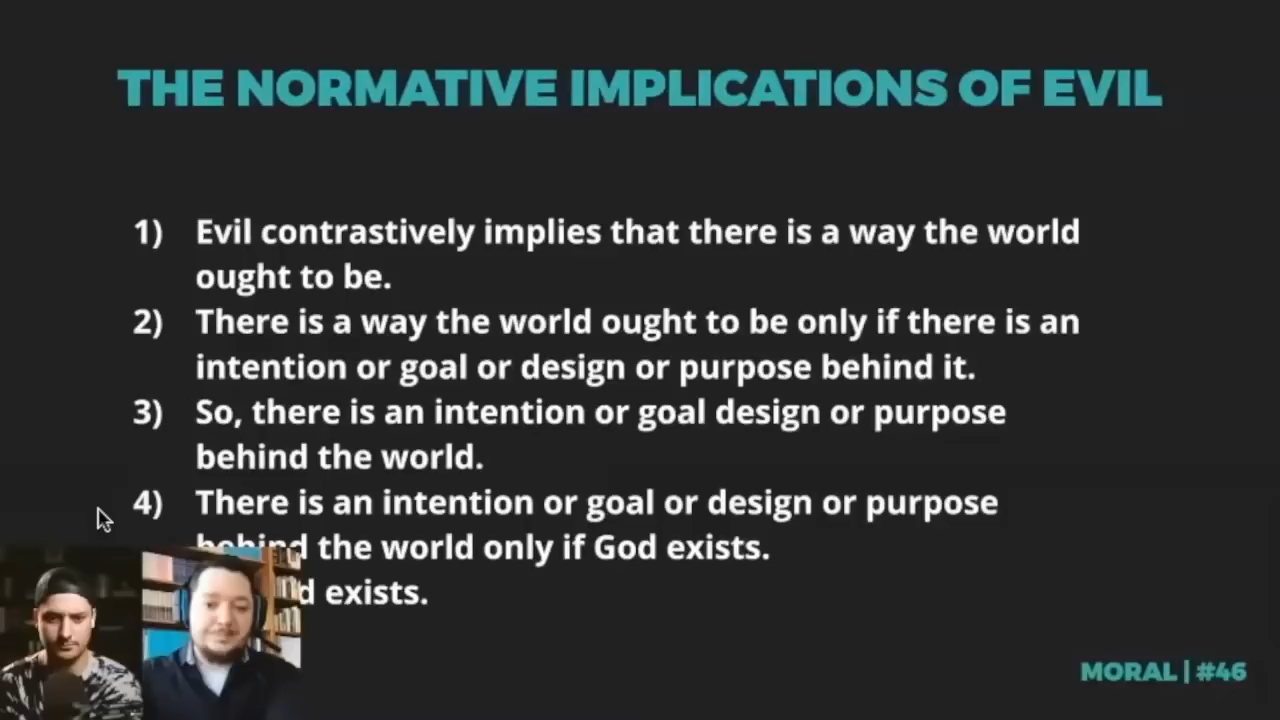 THE NORMATIVE IMPLICATIONS OF EVIL
1) Evil contrastively implies that there is a way the world
ought to be.
2) There is a way the world ought to be only if there is an
intention or goal or design or purpose behind it.
3) So, there is an intention or goal design or purpose
behind the world.
4) There is an intention or goal or design or purpose
behind the world only if God exists.
exists.
MORAL | #46